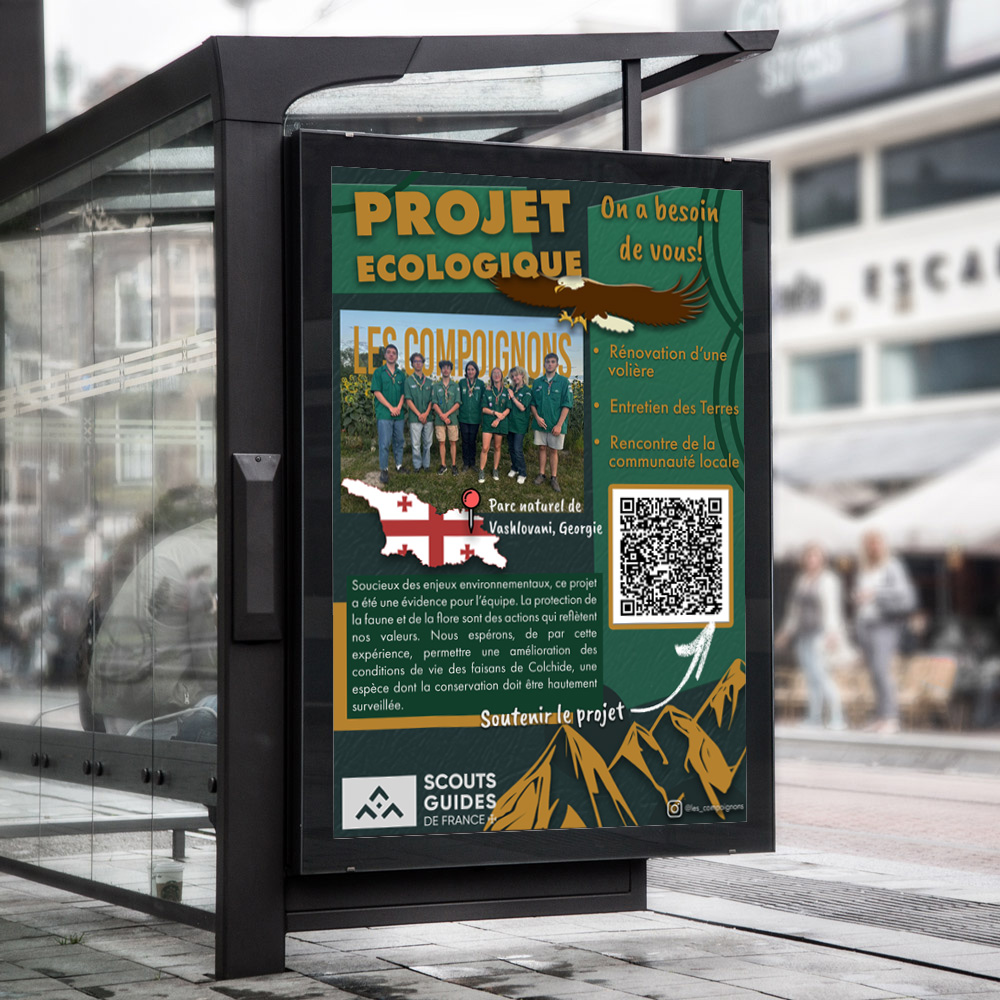 PROJET
ECOLOGIQUE
On a besoin
de vous!
LES COMPOIGNONS
• Rénovation d'une
volière
• Entretien des Terres
• Rencontre de la
communauté locale
Parc naturel de
Vashlovani, Georgie
Soucieux des enjeux environnementaux, ce projet
a été une évidence pour l'équipe. La protection de
la faune et de la flore sont des actions qui reflètent
nos valeurs. Nous espérons, de par cette
expérience, permettre une amélioration des
conditions de vie des faisans de Colchide, une
espèce dont la conservation doit être hautement
surveillée.
Soutenir le projet
SCOUTS
GUIDES
DE FRANCE
@les_compoignons
ESCA